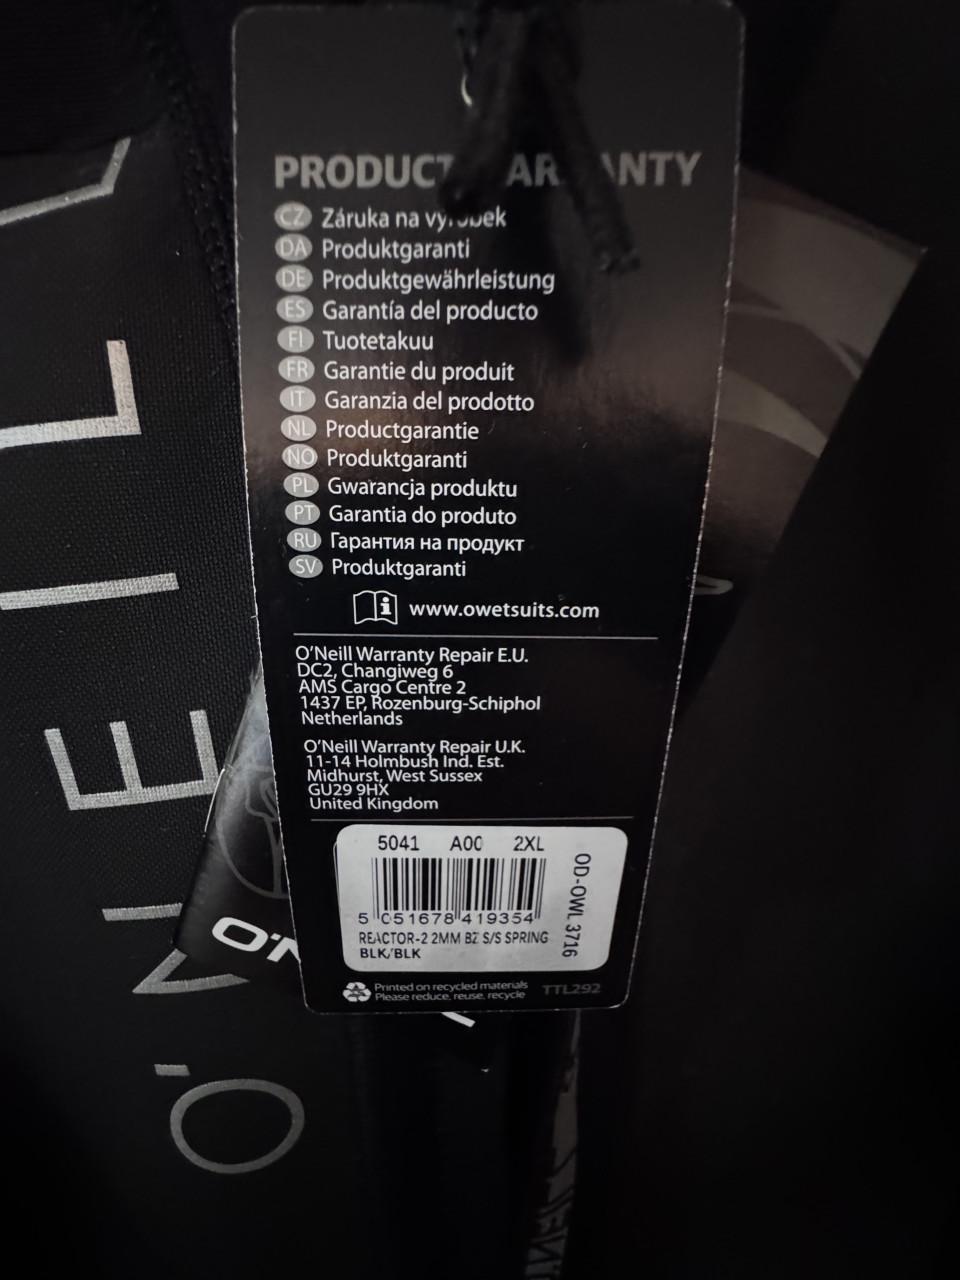 PRODUCT
CZ Záruka na výrobek
DA Produktgaranti
DE Produktgewährleistung
ES Garantía del producto
FI Tuotetakuu
FR Garantie du produit
IT Garanzia del prodotto
NL Productgarantie
NO Produktgaranti
PL Gwarancja produktu
PT Garantia do produto
RU Гарантия на продукт
SV Produktgaranti
www.owetsuits.com
O'Neill Warranty Repair E.U.
DC2, Changiweg 6
AMS Cargo Centre 2
1437 EP, Rozenburg-Schiphol
Netherlands
O'Neill Warranty Repair U.K.
11-14 Holmbush Ind. Est.
Midhurst, West Sussex
GU29 9HX
United Kingdom
5041 A00 2XL
5 051678 419354
REACTOR-2 2MM BZ S/S SPRING
BLK/BLK
OD-OWL 3716
Printed on recycled materials
Please reduce, reuse, recycle
TTL292
O'NEILL
O'N